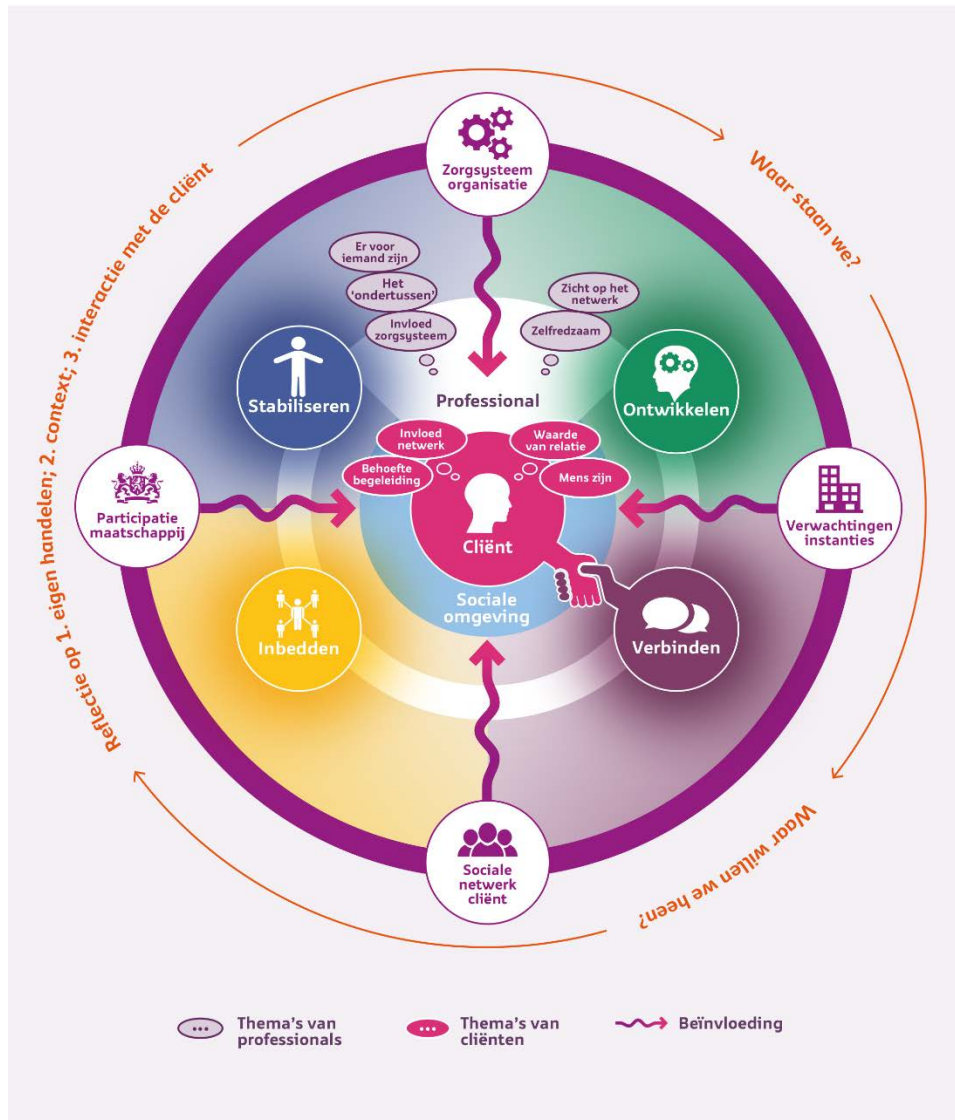 Zorgsysteem
organisatie
Waar staan we?
Reflectie op 1. eigen handelen; 2. context; 3. interactie met de cliënt
Er voor
iemand zijn
Het
‘ondertussen’
Invloed
zorgsysteem
Zicht op het
netwerk
Zelfredzaam
Stabiliseren
Professional
Ontwikkelen
Invloed
netwerk
Waarde
van relatie
Behoefte
begeleiding
Mens zijn
Participatie
maatschappij
Cliënt
Verwachtingen
instanties
Sociale
omgeving
Inbedden
Verbinden
Waar willen we heen?
Sociale
netwerk
cliënt
Thema’s van
professionals
Thema’s van
cliënten
Beïnvloeding